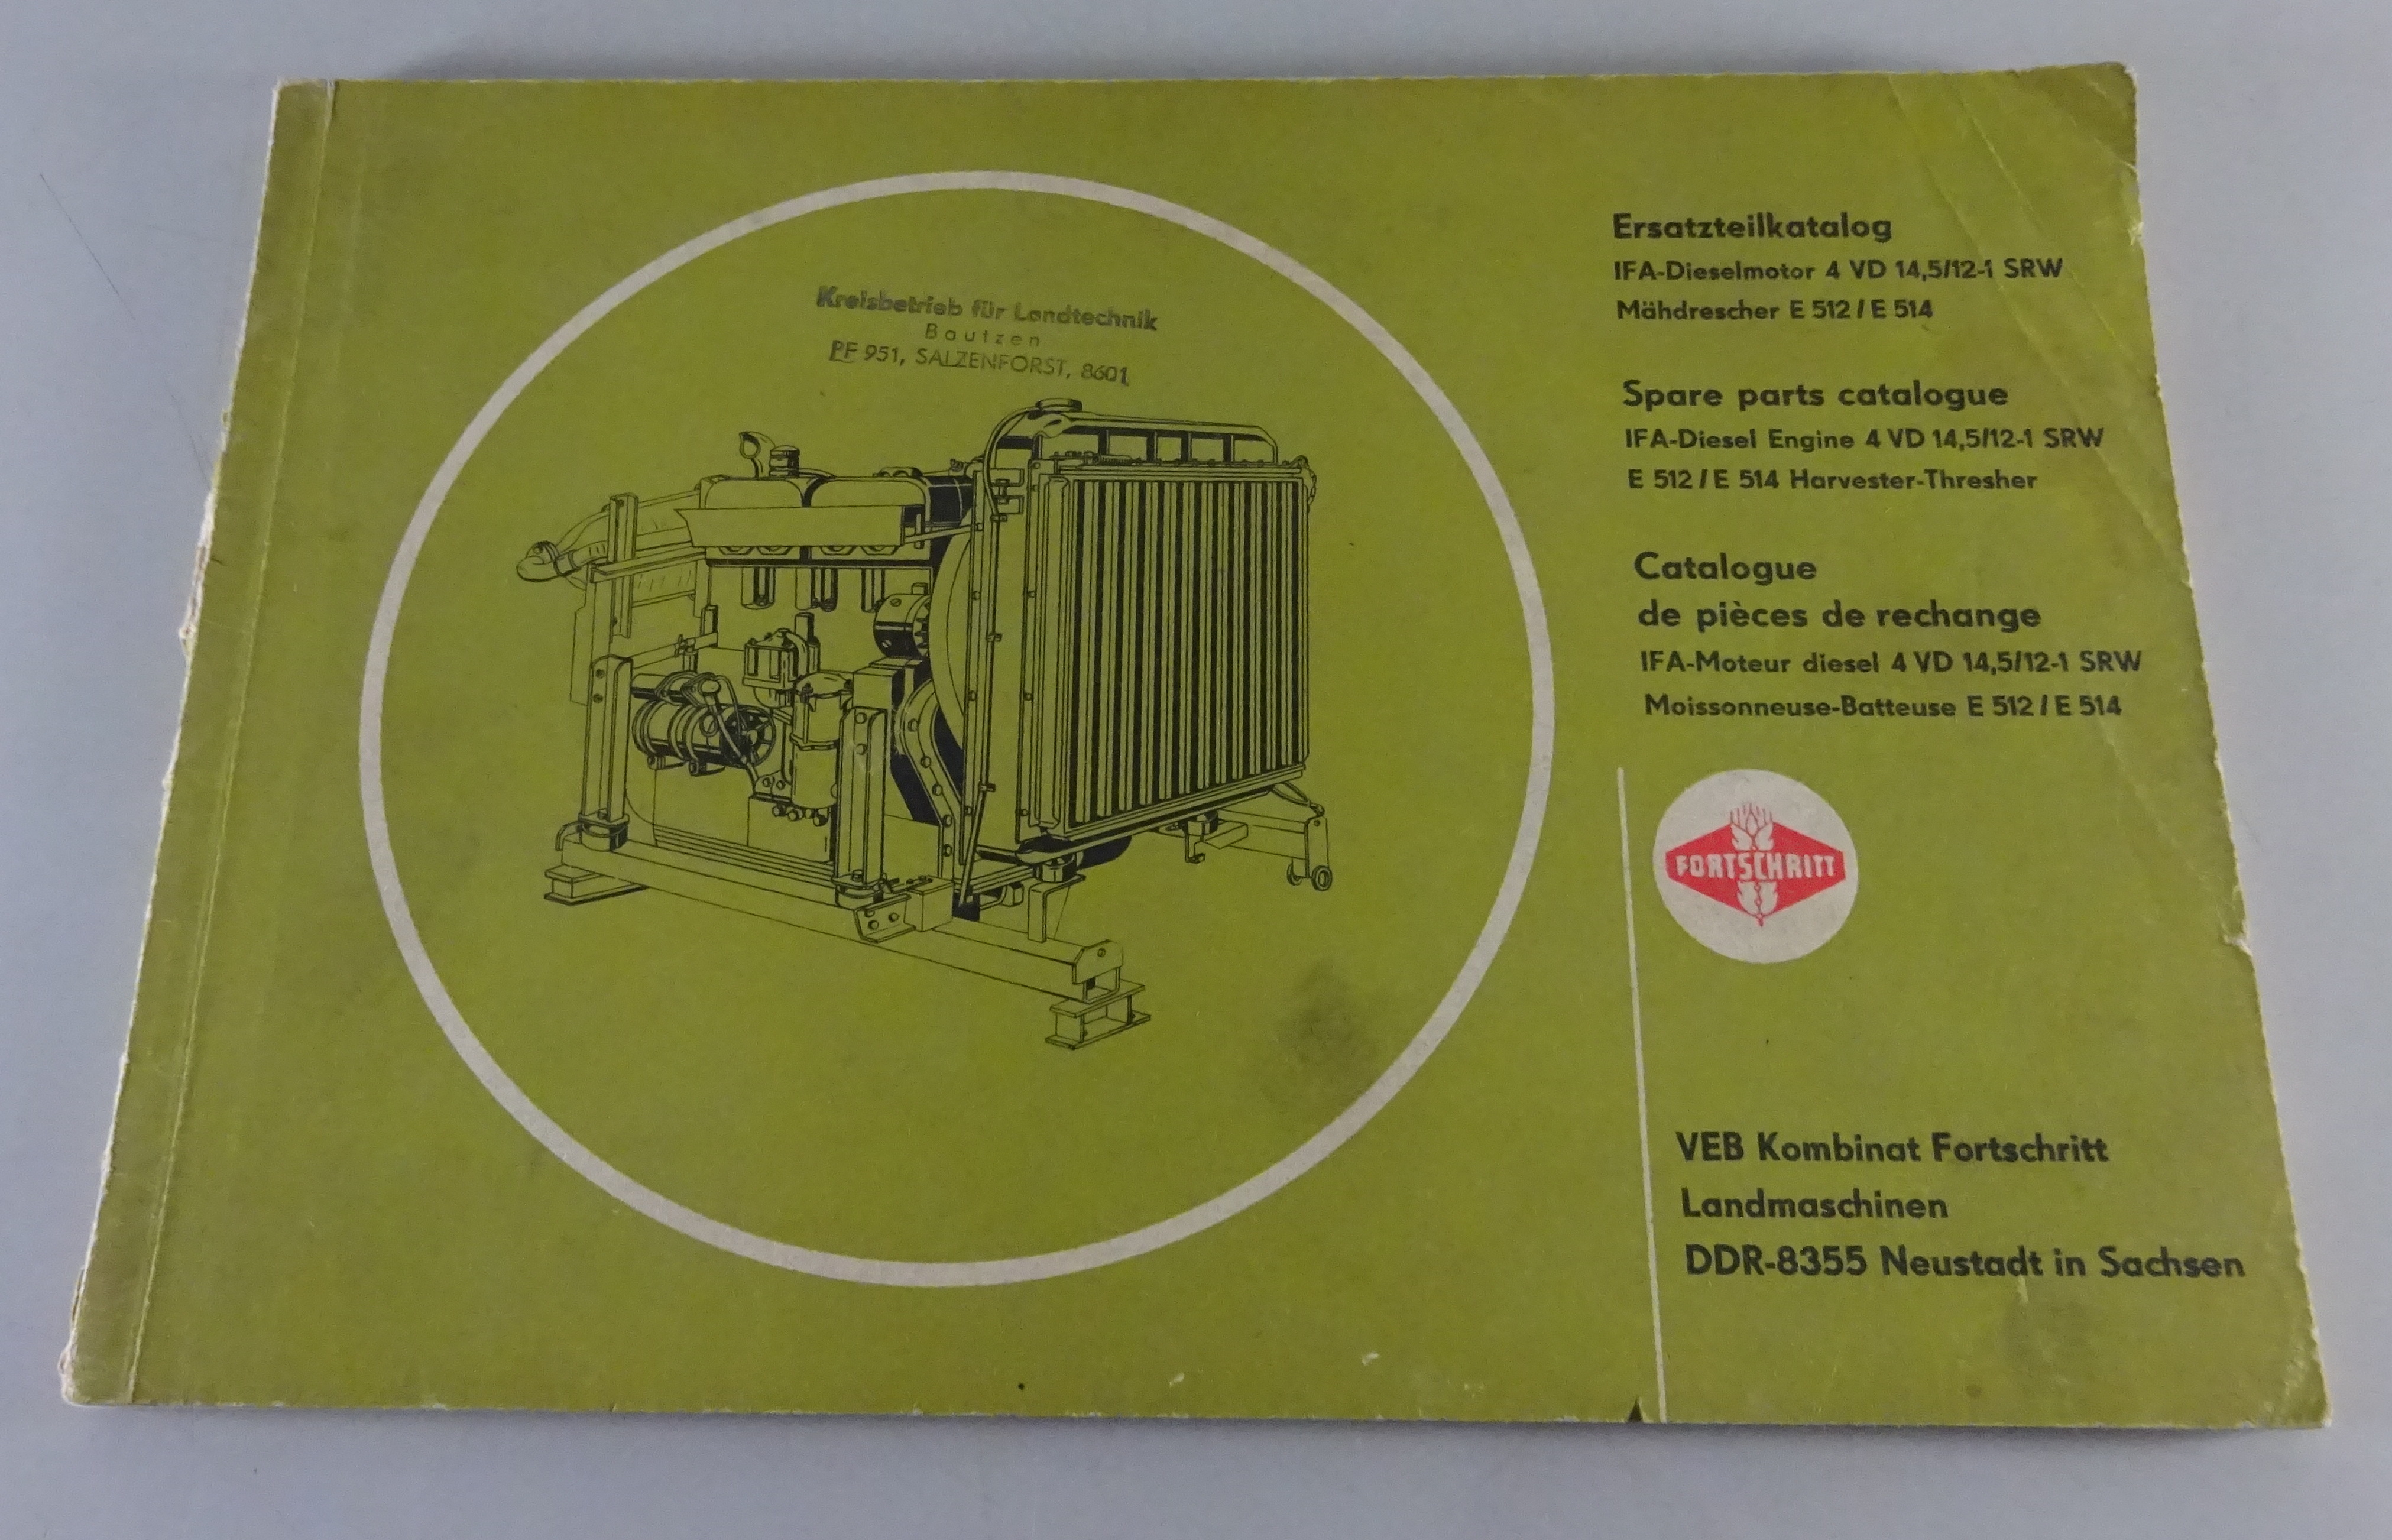 Kreisbetrieb für Landtechnik
Bautzen
PF 951, SALZENFORST, 8601
Ersatzteilkatalog
IFA-Dieselmotor 4 VD 14,5/12-1 SRW
Mähdrescher E 512 / E 514
Spare parts catalogue
IFA-Diesel Engine 4 VD 14,5/12-1 SRW
E 512 / E 514 Harvester-Thresher
Catalogue
de pièces de rechange
IFA-Moteur diesel 4 VD 14,5/12-1 SRW
Moissonneuse-Batteuse E 512 / E 514
FORTSCHRITT
VEB Kombinat Fortschritt
Landmaschinen
DDR-8355 Neustadt in Sachsen